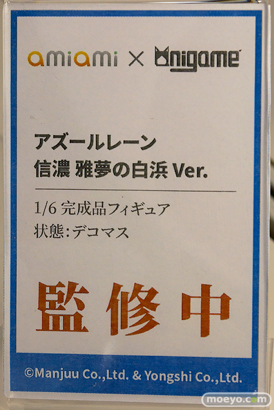 amiami × Onigame
アズールレーン
信濃 雅夢の白浜 Ver.
1/6 完成品フィギュア
状態：デコマス
監修中
©Manjuu Co.,Ltd. & Yongshi Co.,Ltd.
moeyo.com